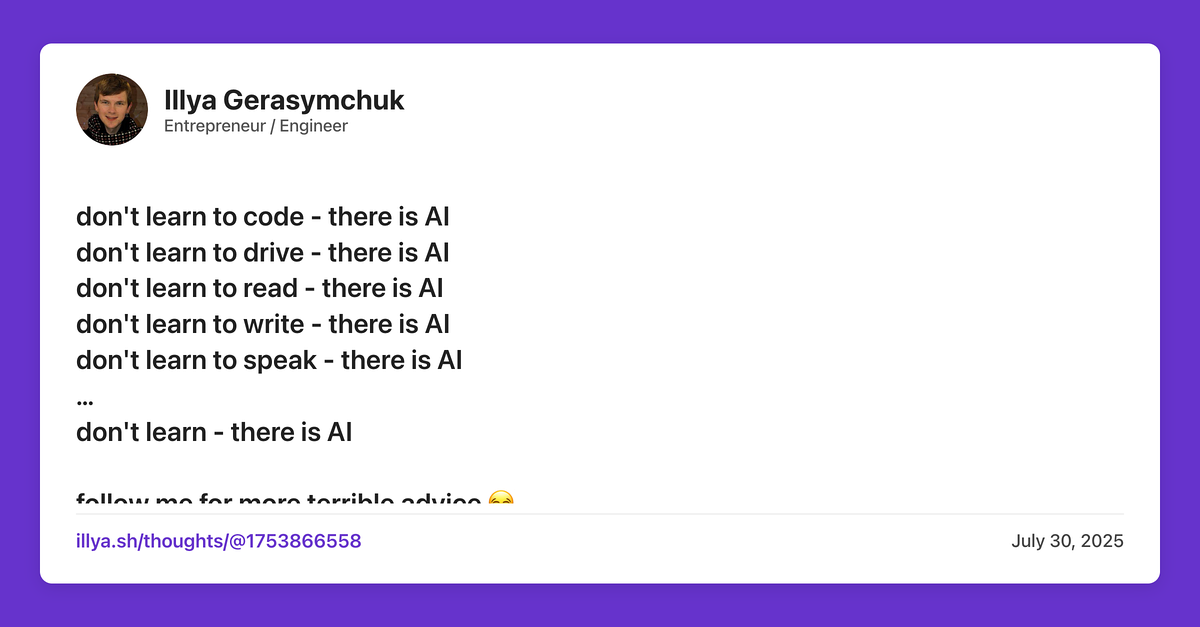 Illya Gerasymchuk
Entrepreneur / Engineer
don't learn to code - there is AI
don't learn to drive - there is AI
don't learn to read - there is AI
don't learn to write - there is AI
don't learn to speak - there is AI
...
don't learn - there is AI
follow me for more terrible advice 😂
illya.sh/thoughts/@1753866558
July 30, 2025